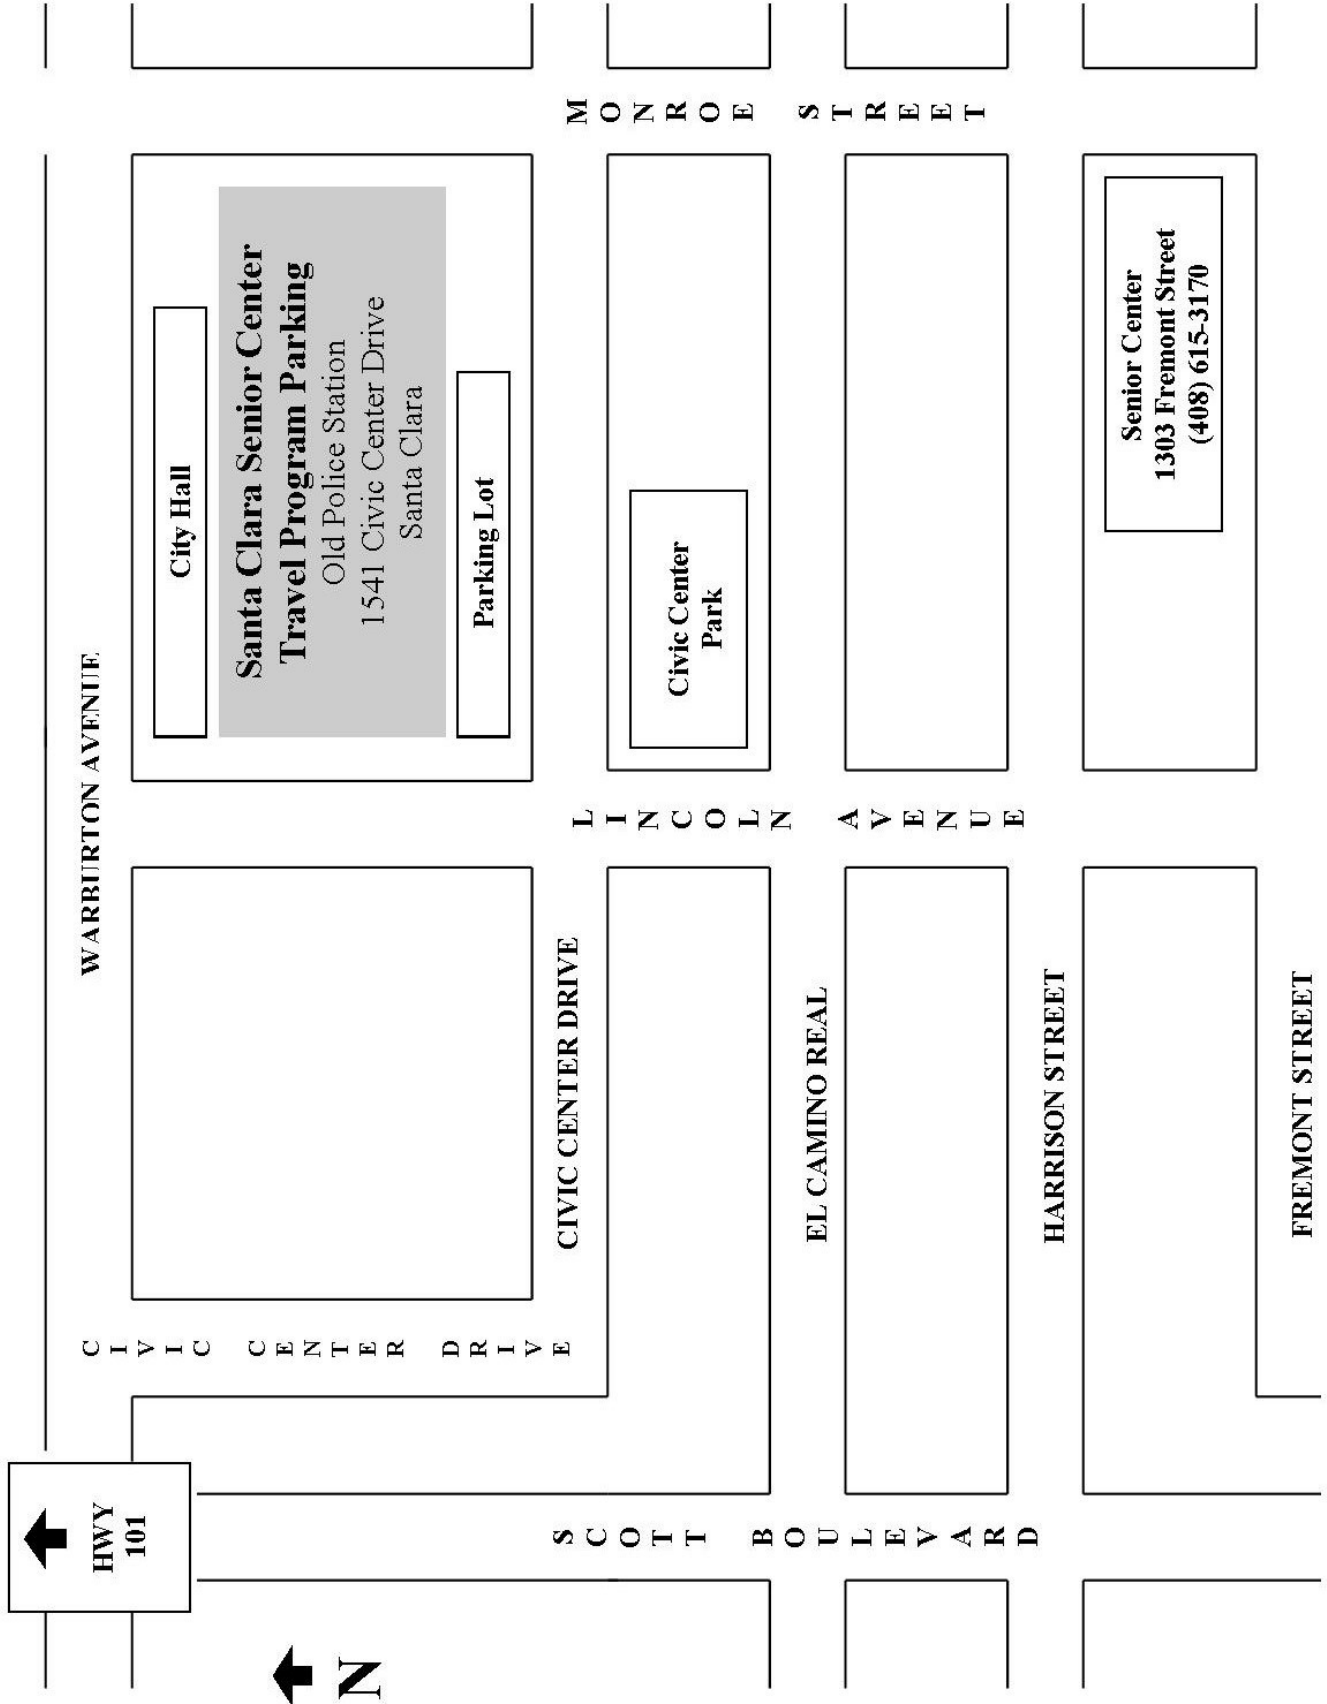 HWY
101
N
WARBURTON AVENUE
CIVIC CENTER DRIVE
City Hall
Santa Clara Senior Center
Travel Program Parking
Old Police Station
1541 Civic Center Drive
Santa Clara
Parking Lot
CIVIC CENTER DRIVE
SCOTT BOULEVARD
LINCOLN AVENUE
MONROE STREET
Civic Center
Park
EL CAMINO REAL
HARRISON STREET
Senior Center
1303 Fremont Street
(408) 615-3170
FREMONT STREET